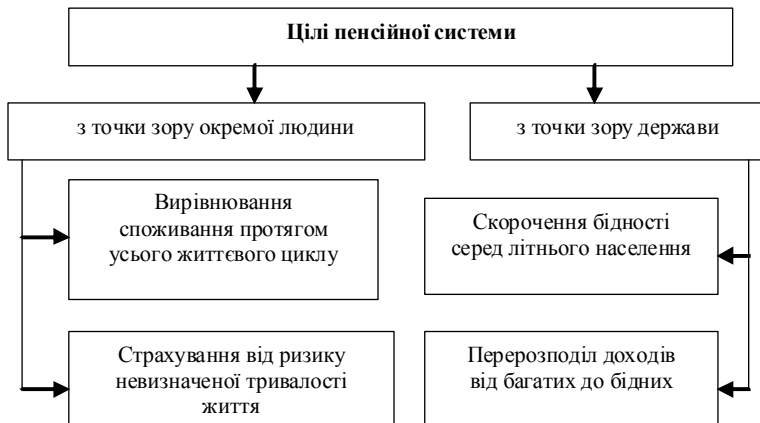 Цілі пенсійної системи
з точки зору окремої людини
з точки зору держави
Вирівнювання
споживання протягом
усього життєвого циклу
Скорочення бідності
серед літнього населення
Страхування від ризику
невизначеної тривалості
життя
Перерозподіл доходів
від багатих до бідних